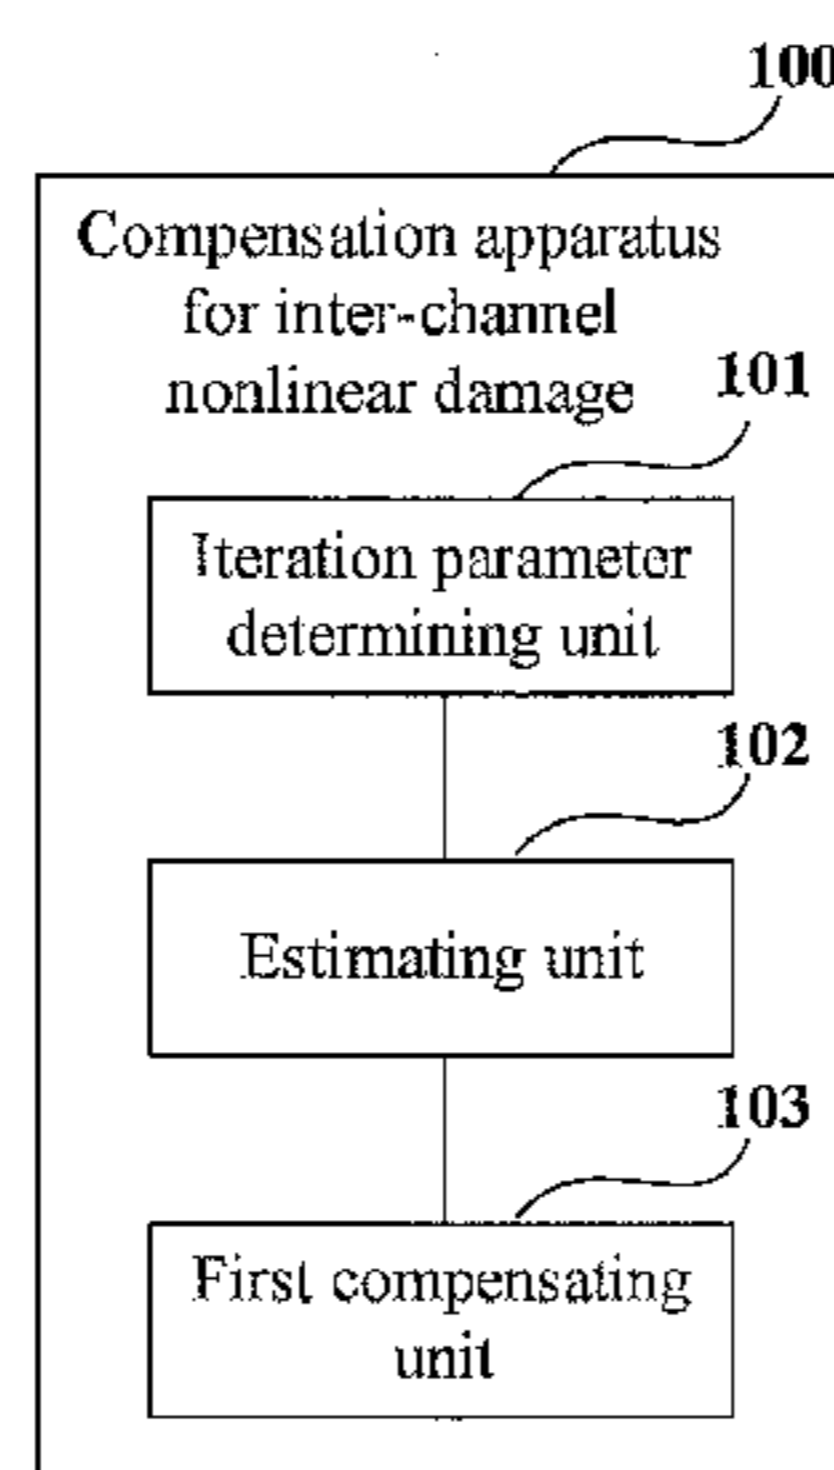 100
Compensation apparatus
for inter-channel
nonlinear damage
101
Iteration parameter
determining unit
102
Estimating unit
103
First compensating
unit